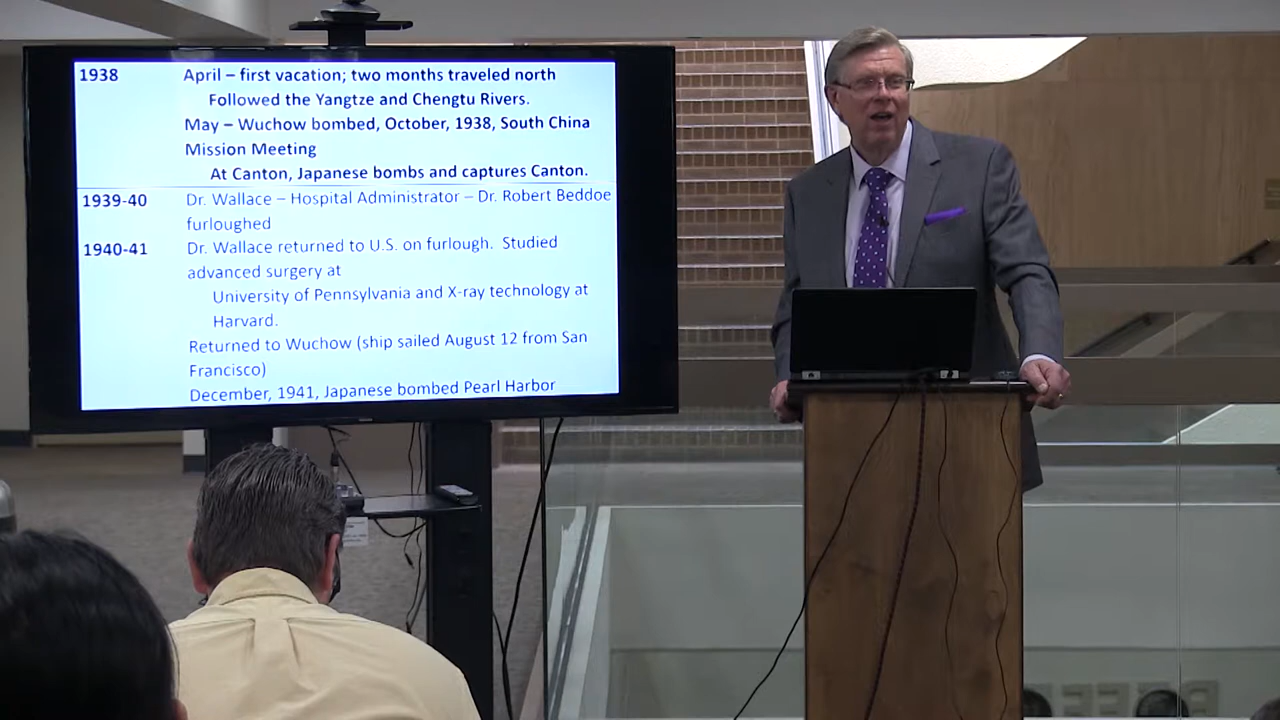 1938 April – first vacation; two months traveled north
Followed the Yangtze and Chengtu Rivers.
May – Wuchow bombed, October, 1938, South China
Mission Meeting
At Canton, Japanese bombs and captures Canton.
1939-40 Dr. Wallace – Hospital Administrator – Dr. Robert Beddoe
furloughed
1940-41 Dr. Wallace returned to U.S. on furlough. Studied
advanced surgery at
University of Pennsylvania and X-ray technology at
Harvard.
Returned to Wuchow (ship sailed August 12 from San
Francisco)
December, 1941, Japanese bombed Pearl Harbor